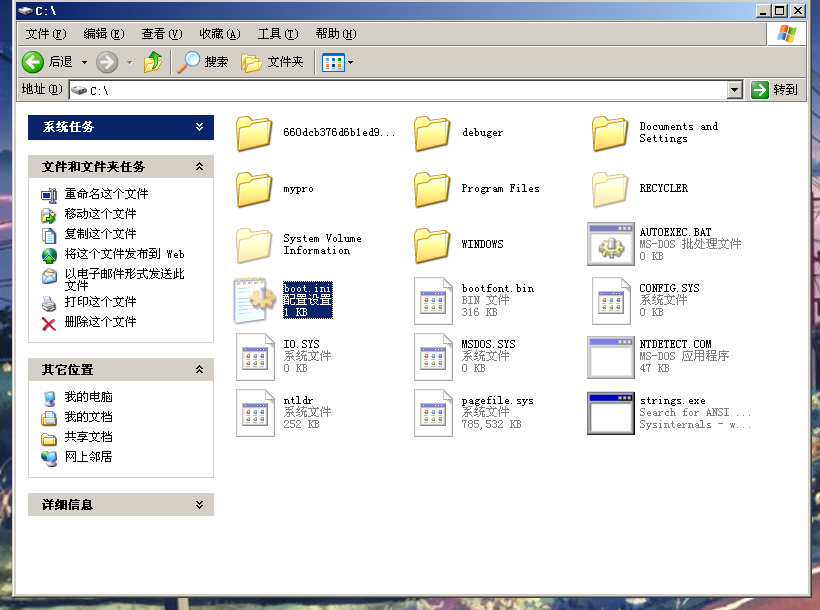 C:\
文件(F) 编辑(E) 查看(V) 收藏(A) 工具(T) 帮助(H)
后退 搜索 文件夹
地址(D) C:\ 转到
系统任务
文件和文件夹任务
重命名这个文件
移动这个文件
复制这个文件
将这个文件发布到 Web
以电子邮件形式发送此
文件
打印这个文件
删除这个文件
其它位置
我的电脑
我的文档
共享文档
网上邻居
详细信息
660dcb376d6b1ed9...
debuger
Documents and
Settings
mypro
Program Files
RECYCLER
System Volume
Information
WINDOWS
AUTOEXEC.BAT
MS-DOS 批处理文件
0 KB
boot.ini
配置设置
1 KB
bootfont.bin
BIN 文件
316 KB
CONFIG.SYS
系统文件
0 KB
IO.SYS
系统文件
0 KB
MSDOS.SYS
系统文件
0 KB
NTDETECT.COM
MS-DOS 应用程序
47 KB
ntldr
系统文件
252 KB
pagefile.sys
系统文件
785,532 KB
strings.exe
Search for ANSI ...
Sysinternals - w...